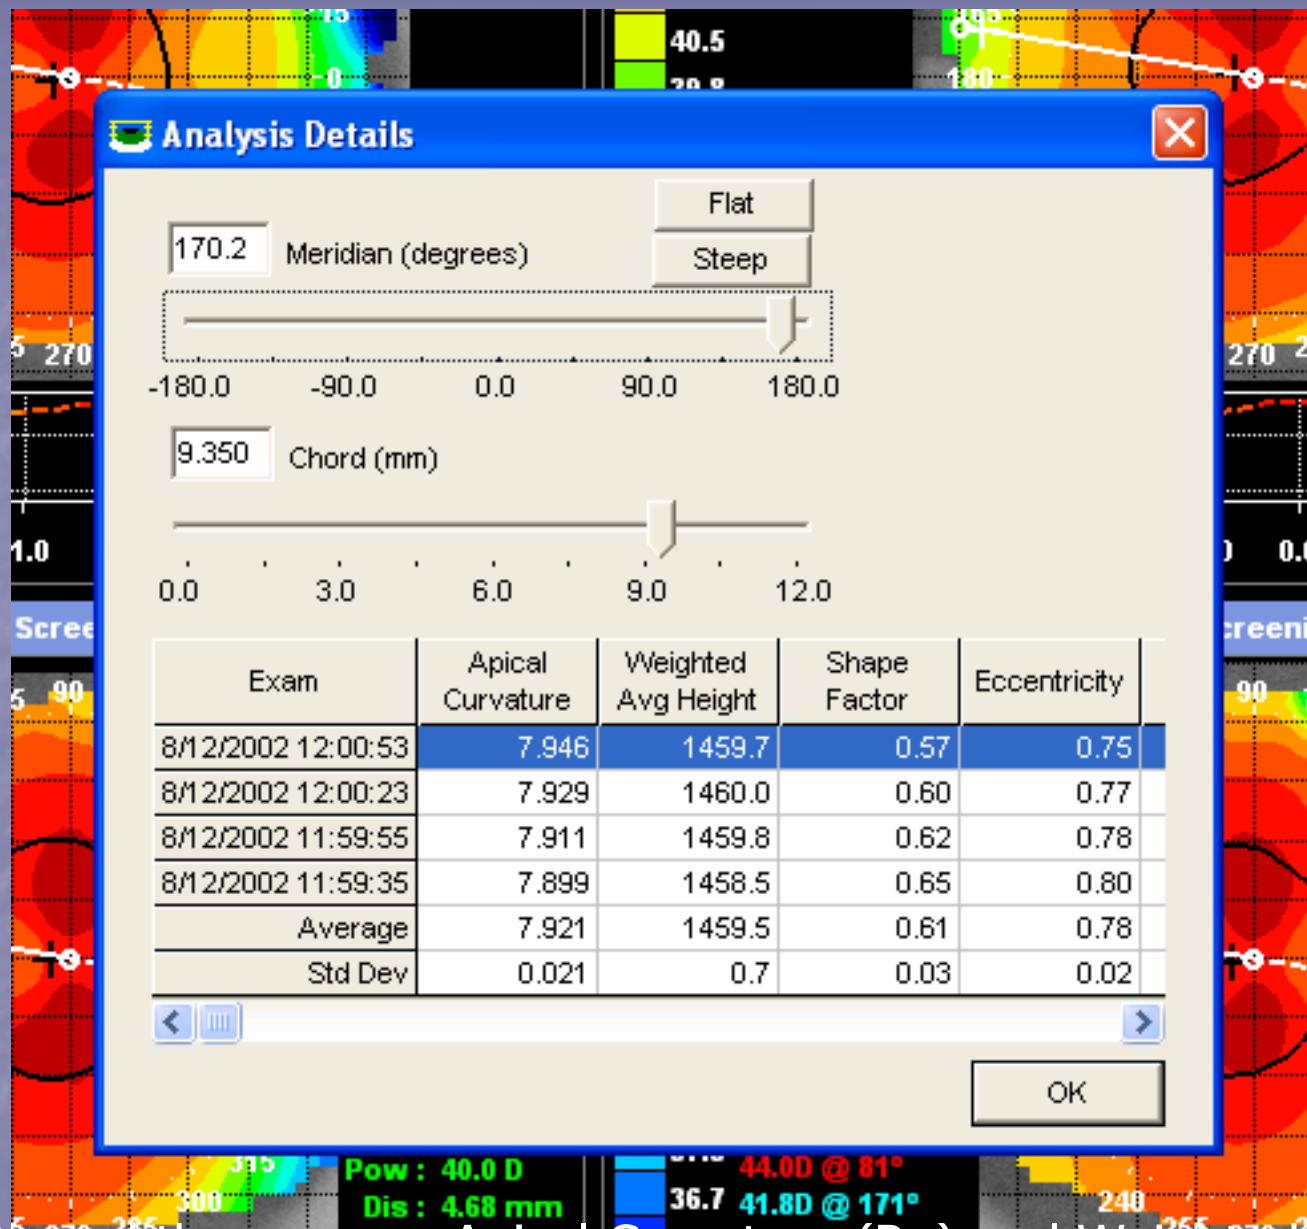 40.5
180
0
Analysis Details
Flat
170.2 Meridian (degrees)
Steep
270
270
-180.0 -90.0 0.0 90.0 180.0
9.350 Chord (mm)
1.0
0.0 3.0 6.0 9.0 12.0
Exam Apical Curvature Weighted Avg Height Shape Factor Eccentricity
90
90
8/12/2002 12:00:53 7.946 1459.7 0.57 0.75
8/12/2002 12:00:23 7.929 1460.0 0.60 0.77
8/12/2002 11:59:55 7.911 1459.8 0.62 0.78
8/12/2002 11:59:35 7.899 1458.5 0.65 0.80
Average 7.921 1459.5 0.61 0.78
Std Dev 0.021 0.7 0.03 0.02
OK
315
Pow : 40.0 D
44.0D @ 81°
300
Dis : 4.68 mm
36.7
41.8D @ 171°
240